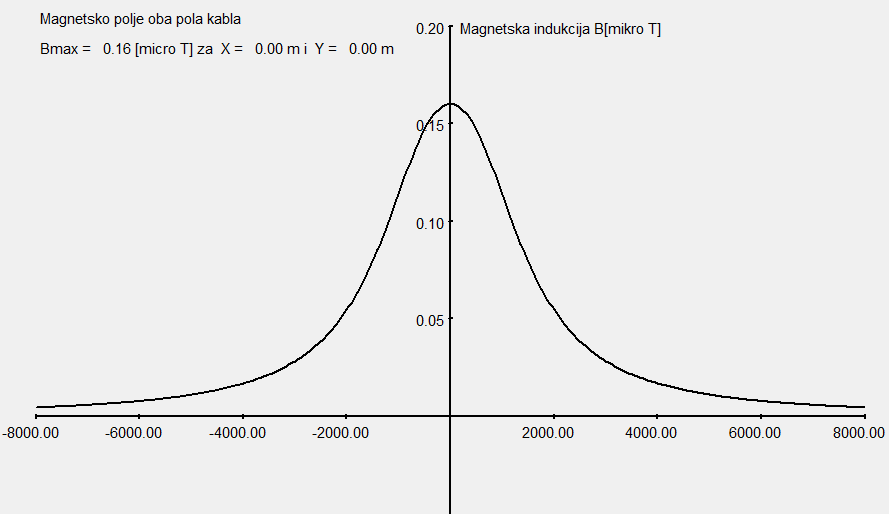 Magnetsko polje oba pola kabla
Bmax = 0.16 [micro T] za X = 0.00 m i Y = 0.00 m
0.20
Magnetska indukcija B[mikro T]
0.15
0.10
0.05
-8000.00 -6000.00 -4000.00 -2000.00 2000.00 4000.00 6000.00 8000.00